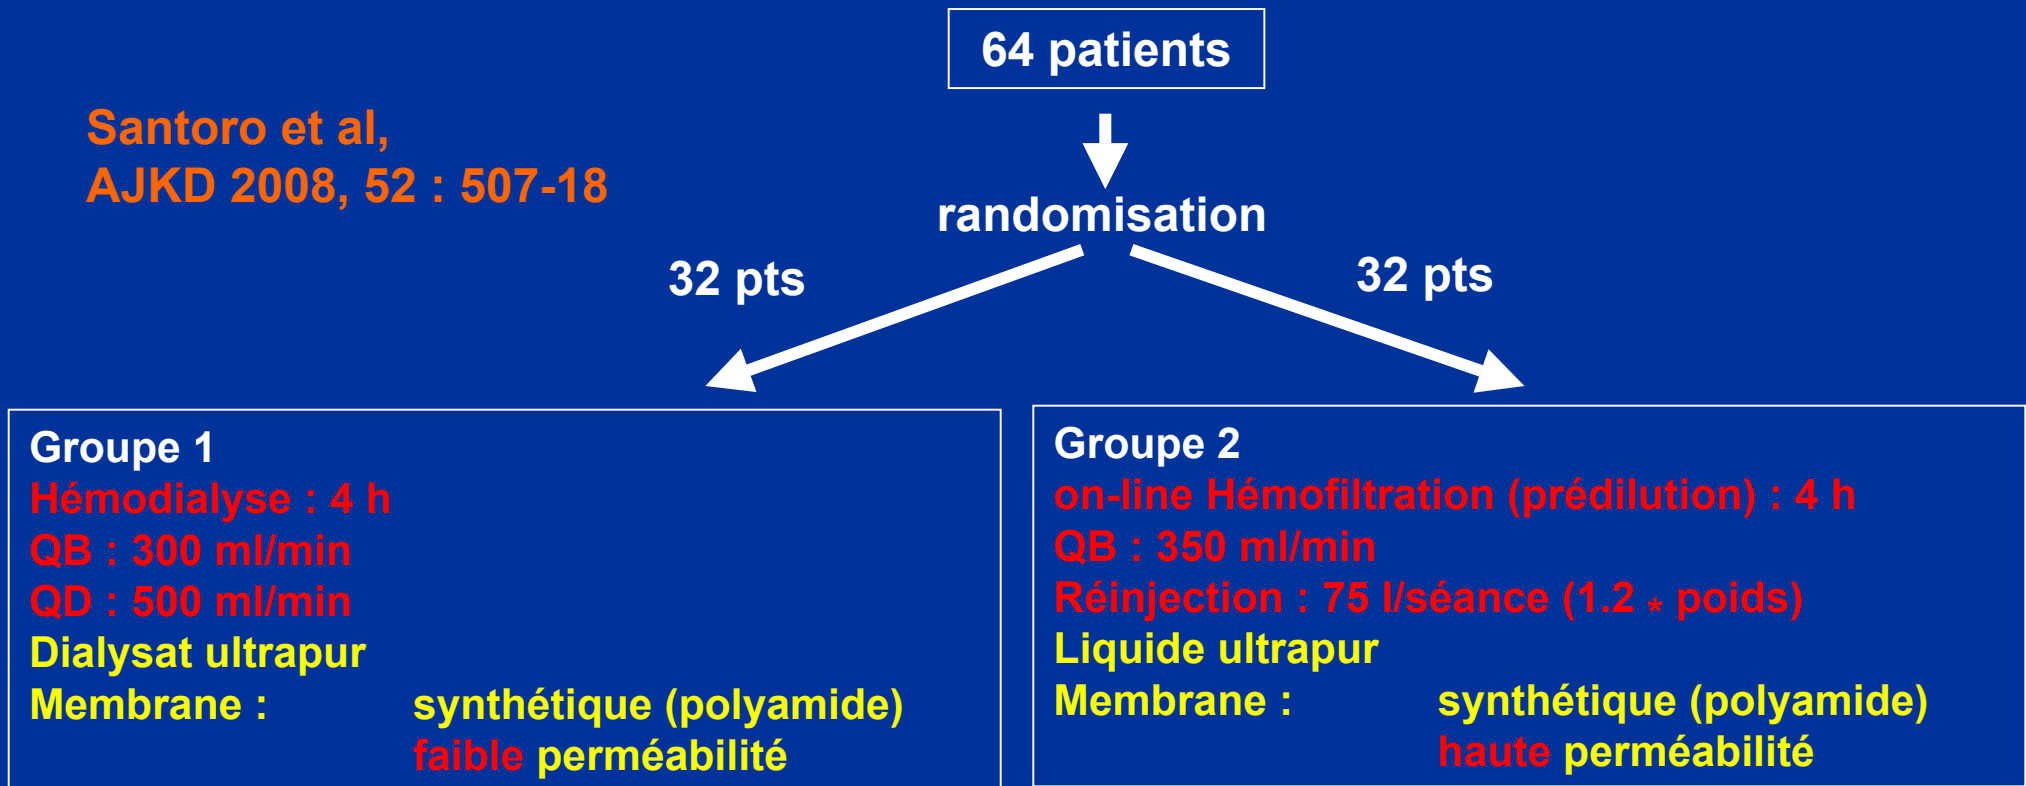 64 patients
Santoro et al,
AJKD 2008, 52 : 507-18
randomisation
32 pts
32 pts
Groupe 1
Hémodialyse : 4 h
QB : 300 ml/min
QD : 500 ml/min
Dialysat ultrapur
Membrane : synthétique (polyamide)
faible perméabilité
Groupe 2
on-line Hémofiltration (prédilution) : 4 h
QB : 350 ml/min
Réinjection : 75 l/séance (1.2 * poids)
Liquide ultrapur
Membrane : synthétique (polyamide)
haute perméabilité